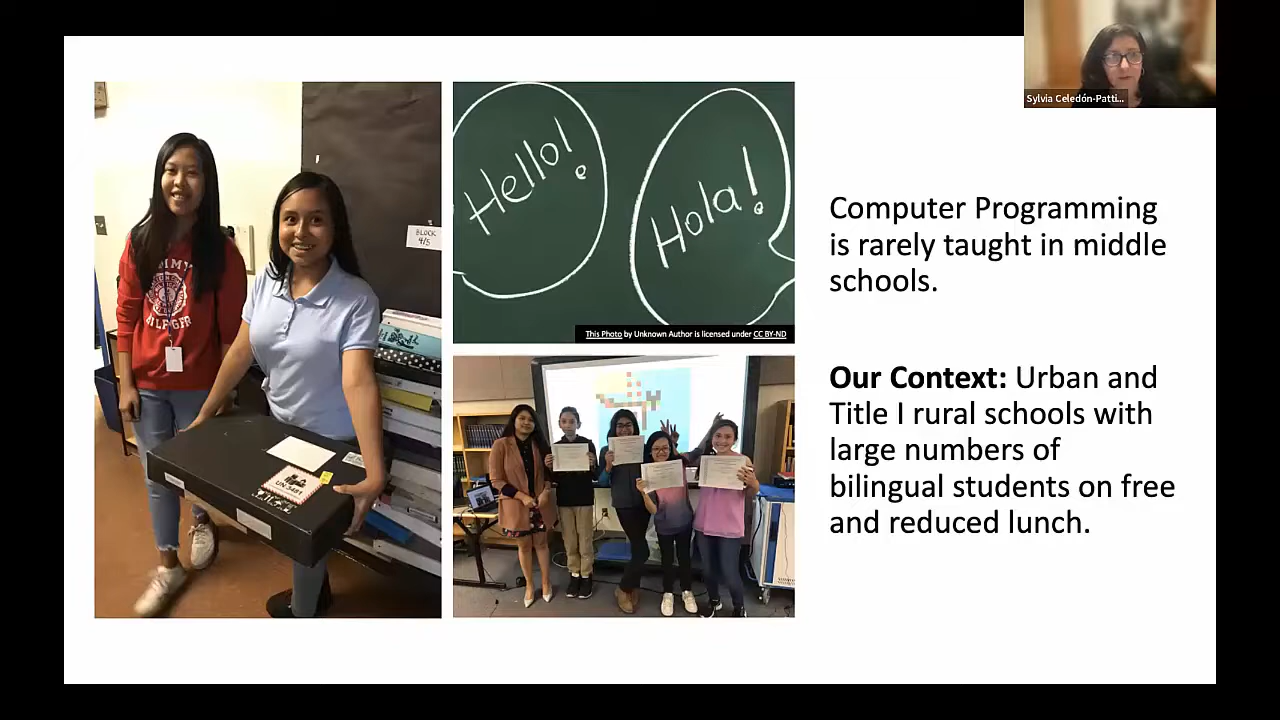 Sylvia Celedón-Patti...
Hello!
Hola!
This Photo by Unknown Author is licensed under CC BY-ND
BLOCK
4/5
Computer Programming
is rarely taught in middle
schools.
Our Context: Urban and
Title I rural schools with
large numbers of
bilingual students on free
and reduced lunch.